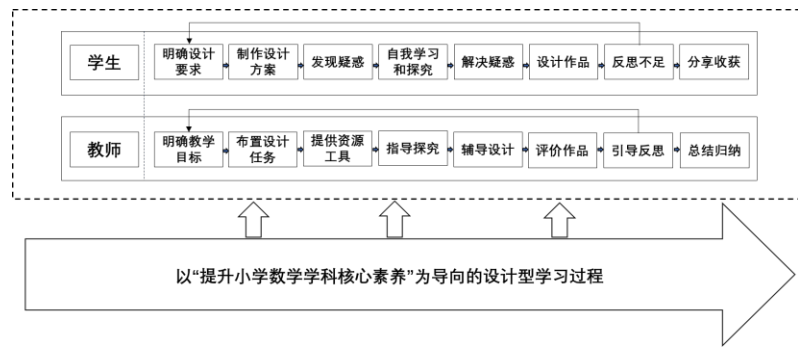 学生
明确设计
要求
制作设计
方案
发现疑惑
自我学习
和探究
解决疑惑
设计作品
反思不足
分享收获
教师
明确教学
目标
布置设计
任务
提供资源
工具
指导探究
辅导设计
评价作品
引导反思
总结归纳
以“提升小学数学学科核心素养”为导向的设计型学习过程